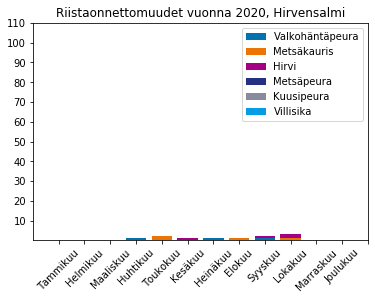 Riistaonnettomuudet vuonna 2020, Hirvensalmi
110
100
90
80
70
60
50
40
30
20
10
Valkohäntäpeura
Metsäkauris
Hirvi
Metsäpeura
Kuusipeura
Villisika
Tammikuu
Helmikuu
Maaliskuu
Huhtikuu
Toukokuu
Kesäkuu
Heinäkuu
Elokuu
Syyskuu
Lokakuu
Marraskuu
Joulukuu